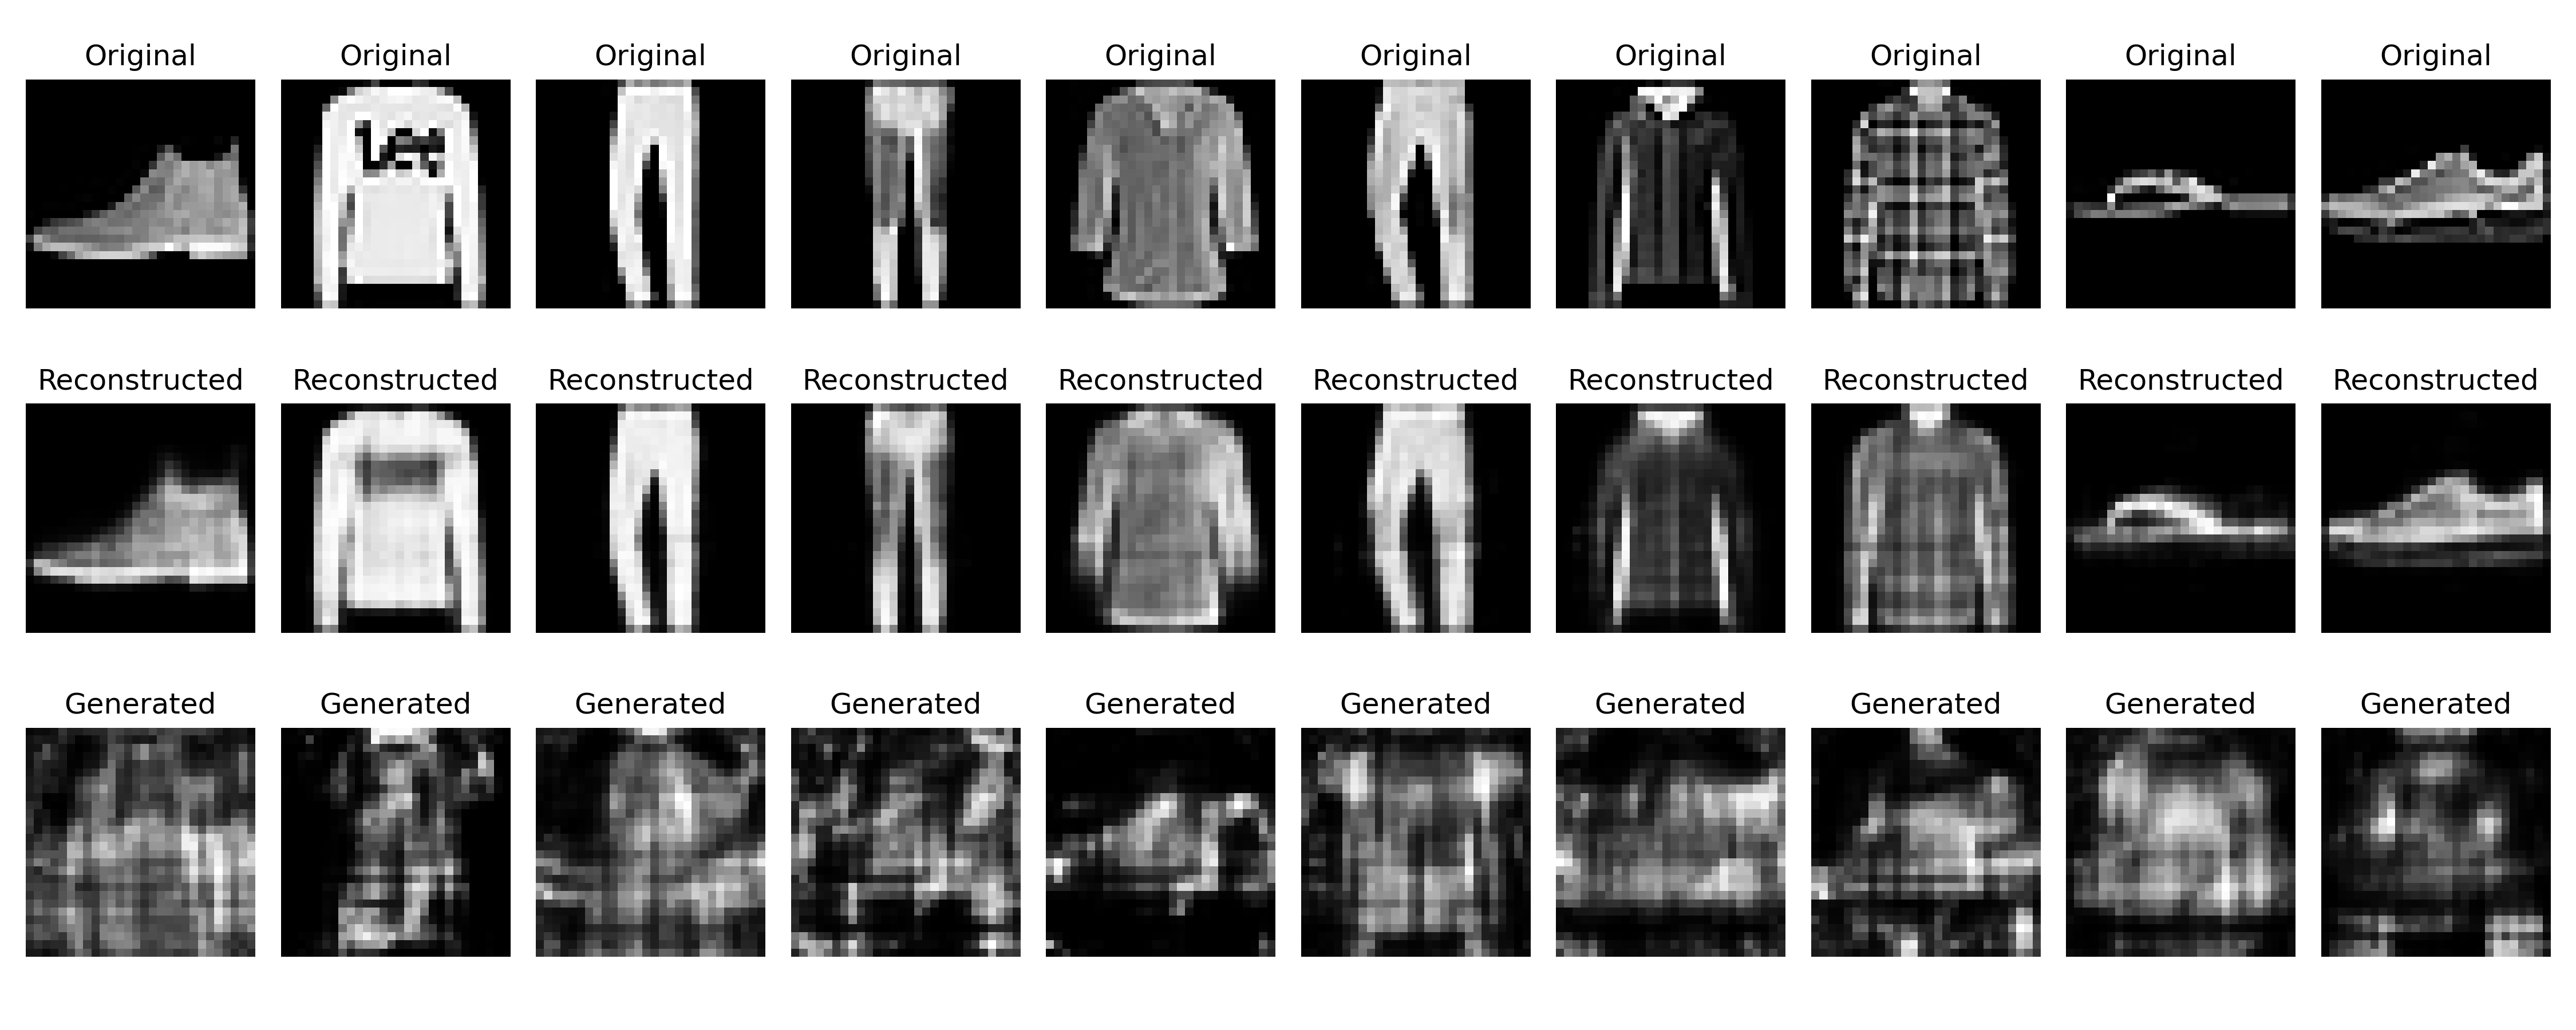 Original Original Original Original Original Original Original Original Original Original
Lee
Reconstructed Reconstructed Reconstructed Reconstructed Reconstructed Reconstructed Reconstructed Reconstructed Reconstructed Reconstructed
Generated Generated Generated Generated Generated Generated Generated Generated Generated Generated